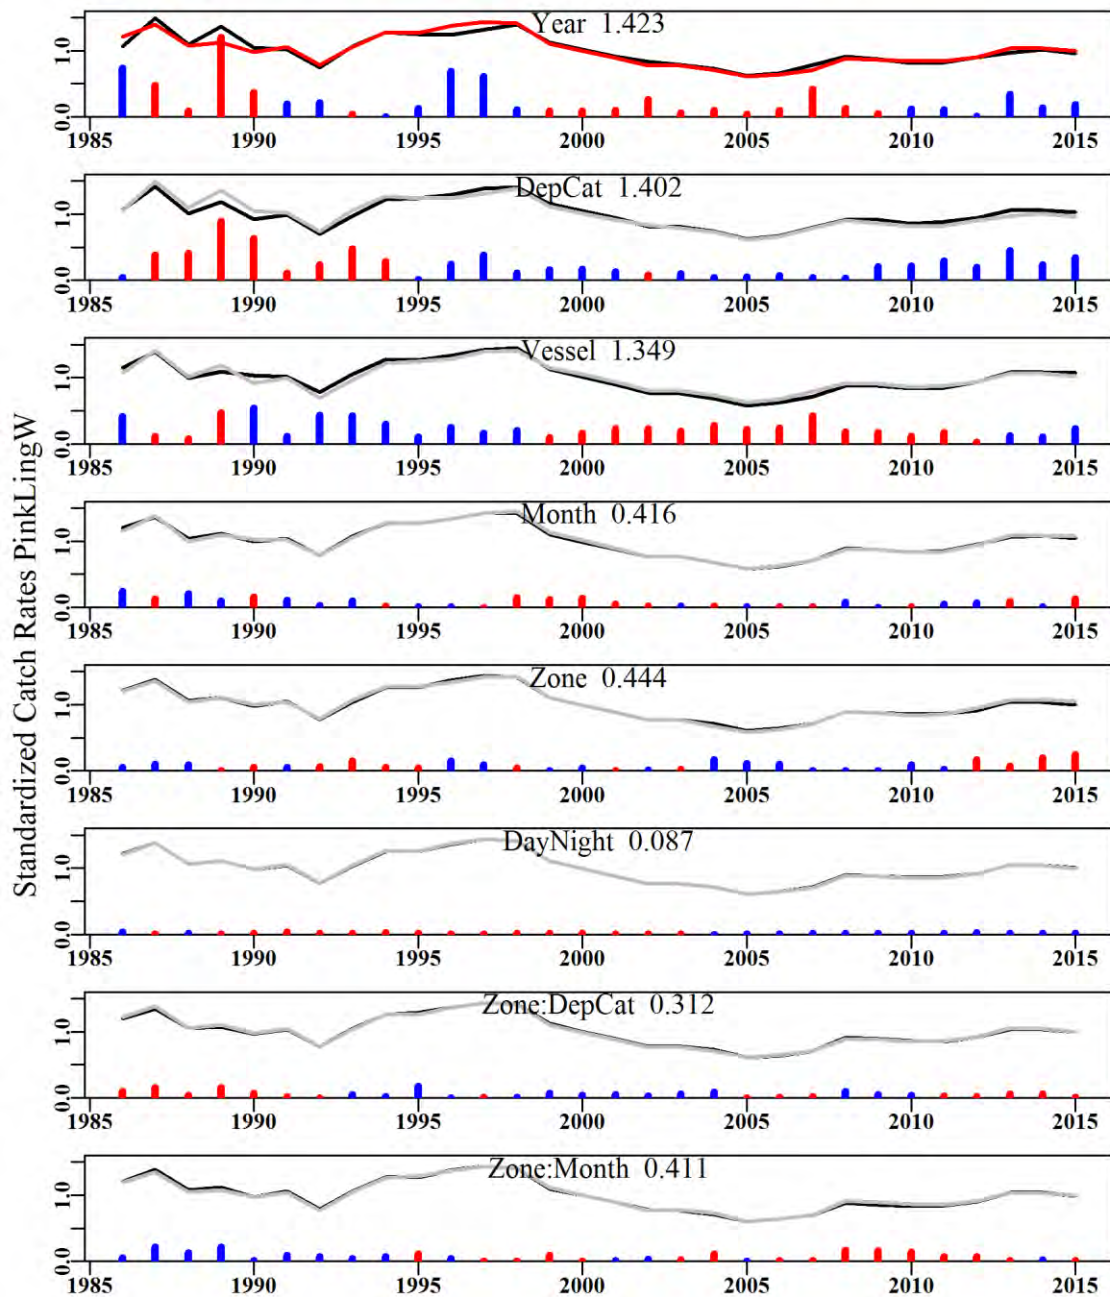 Standardized Catch Rates PinkLingW
Year 1.423
1.0
0.0
1985 1990 1995 2000 2005 2010 2015
DepCat 1.402
1.0
0.0
1985 1990 1995 2000 2005 2010 2015
Vessel 1.349
1.0
0.0
1985 1990 1995 2000 2005 2010 2015
Month 0.416
1.0
0.0
1985 1990 1995 2000 2005 2010 2015
Zone 0.444
1.0
0.0
1985 1990 1995 2000 2005 2010 2015
DayNight 0.087
1.0
0.0
1985 1990 1995 2000 2005 2010 2015
Zone:DepCat 0.312
1.0
0.0
1985 1990 1995 2000 2005 2010 2015
Zone:Month 0.411
1.0
0.0
1985 1990 1995 2000 2005 2010 2015